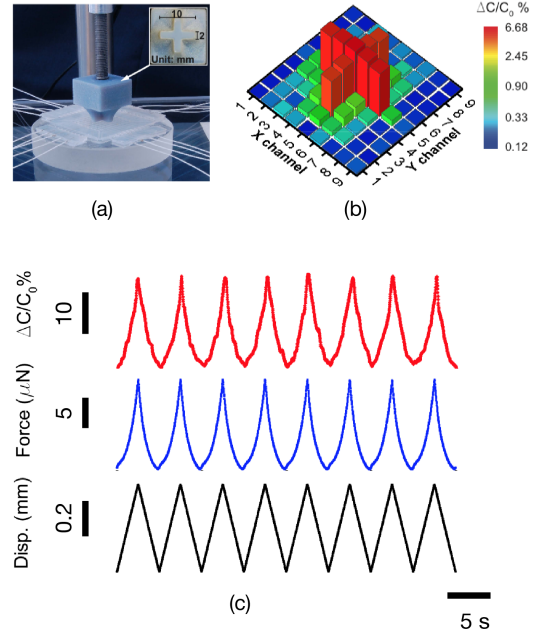 10
2
Unit: mm
(a)
ΔC/C₀ %
6.68
2.45
0.90
0.33
0.12
1 2 3 4 5 6 7 8 9
X channel
1 2 3 4 5 6 7 8 9
Y channel
(b)
ΔC/C₀%
10
Force (μN)
5
Disp. (mm)
0.2
(c)
5 s